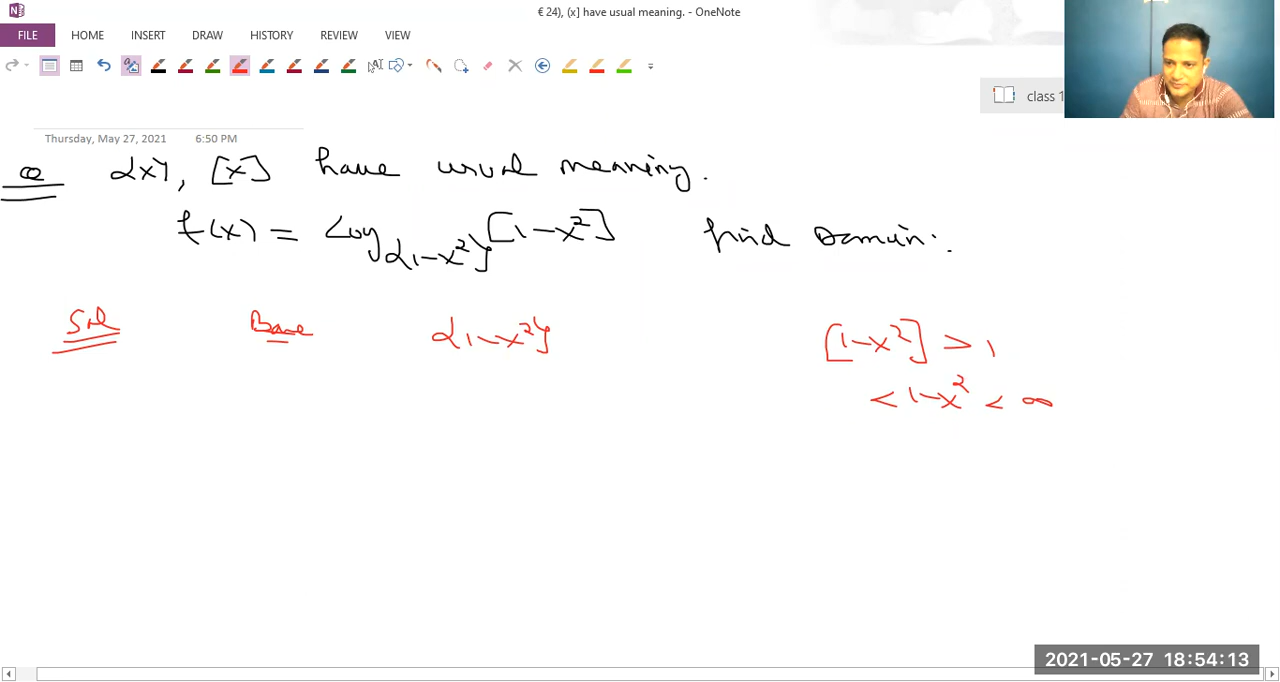 € 24), (x] have usual meaning. - OneNote
FILE HOME INSERT DRAW HISTORY REVIEW VIEW
class 1
Thursday, May 27, 2021 6:50 PM
{x}, [x] have usual meaning.
f(x) = Log_{1-x²} [1-x²] find Domain.
Sol Base {1-x²} [1-x²] > 1
< 1-x² < ∞
2021-05-27 18:54:13